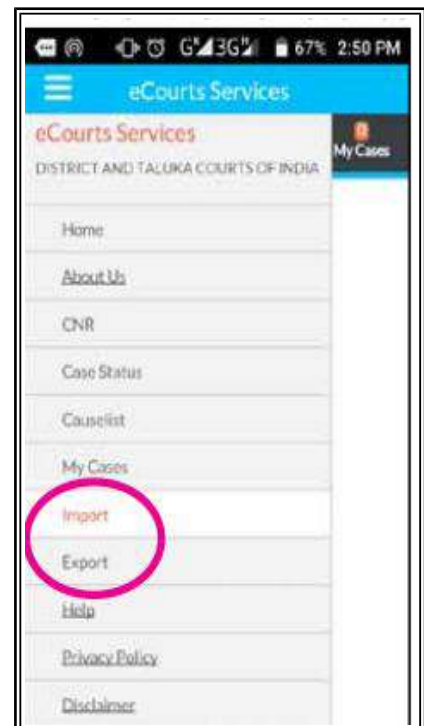 G 3G 67% 2:50 PM
eCourts Services
eCourts Services
DISTRICT AND TALUKA COURTS OF INDIA
My Cases
Home
About Us
CNR
Case Status
Causelist
My Cases
Import
Export
Help
Privacy Policy
Disclaimer